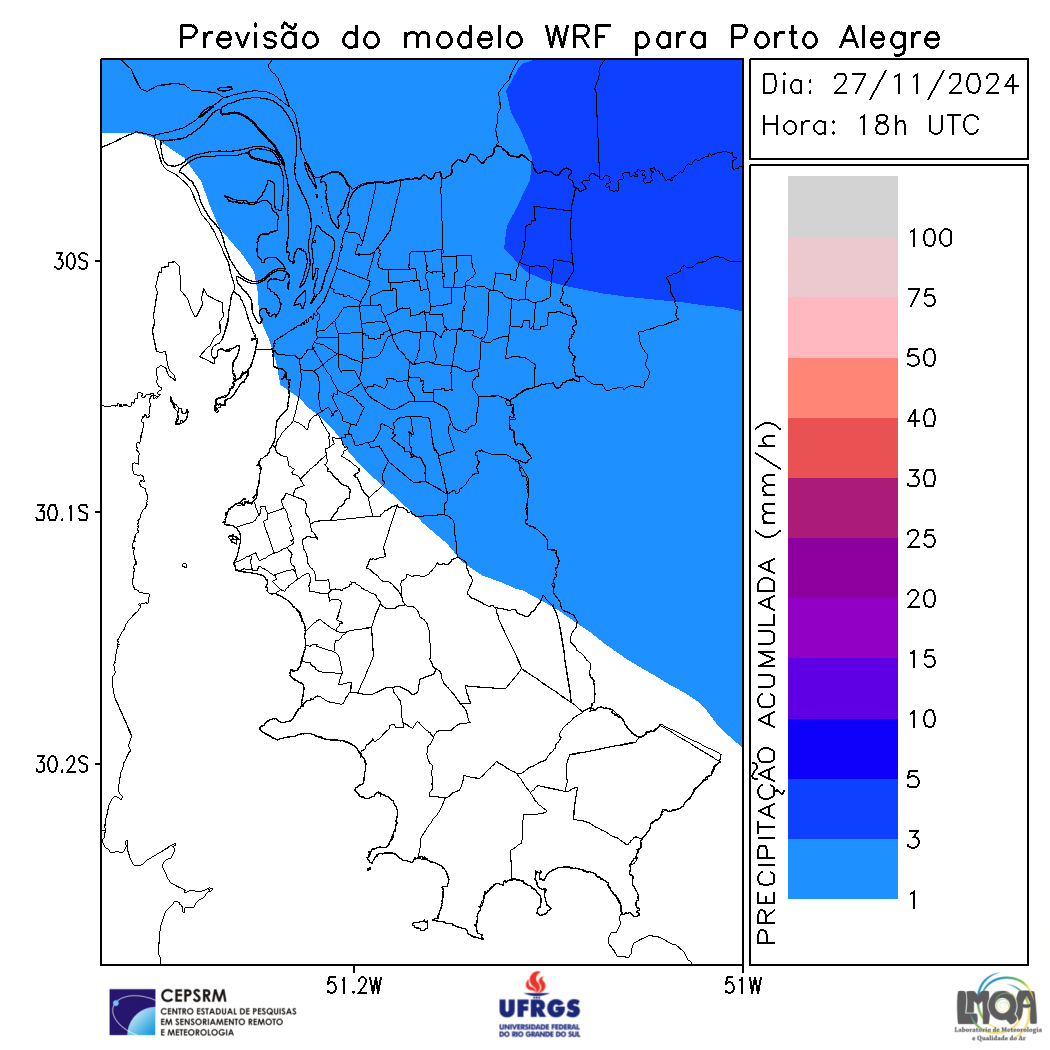 Previsão do modelo WRF para Porto Alegre
Dia: 27/11/2024
Hora: 18h UTC
30S
30.1S
30.2S
51.2W
51W
PRECIPITAÇÃO ACUMULADA (mm/h)
100
75
50
40
30
25
20
15
10
5
3
1
CEPSRM
CENTRO ESTADUAL DE PESQUISAS
EM SENSORIAMENTO REMOTO
E METEOROLOGIA
UFRGS
UNIVERSIDADE FEDERAL
DO RIO GRANDE DO SUL
LMQA
Laboratório de Meteorologia
e Qualidade do Ar